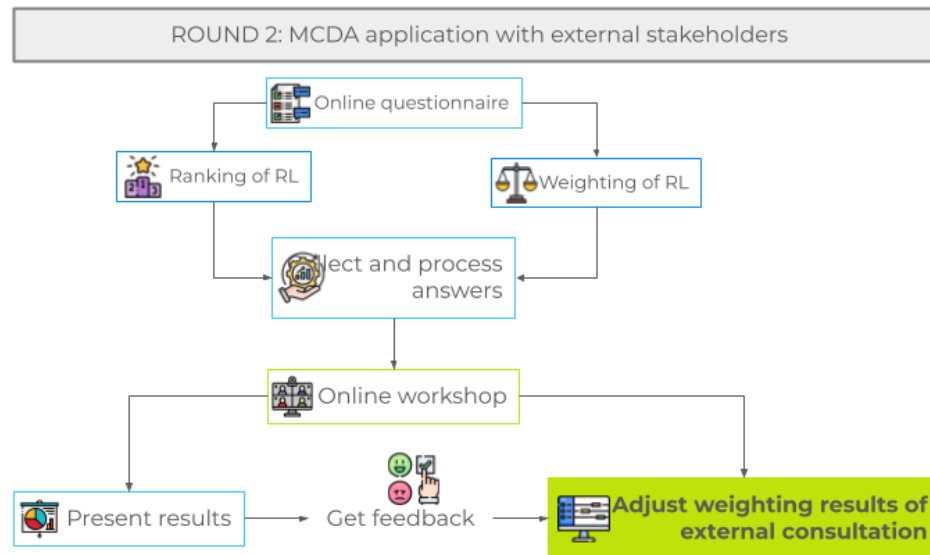 ROUND 2: MCDA application with external stakeholders
Online questionnaire
Ranking of RL
Weighting of RL
llect and process
answers
Online workshop
Present results
Get feedback
Adjust weighting results of
external consultation